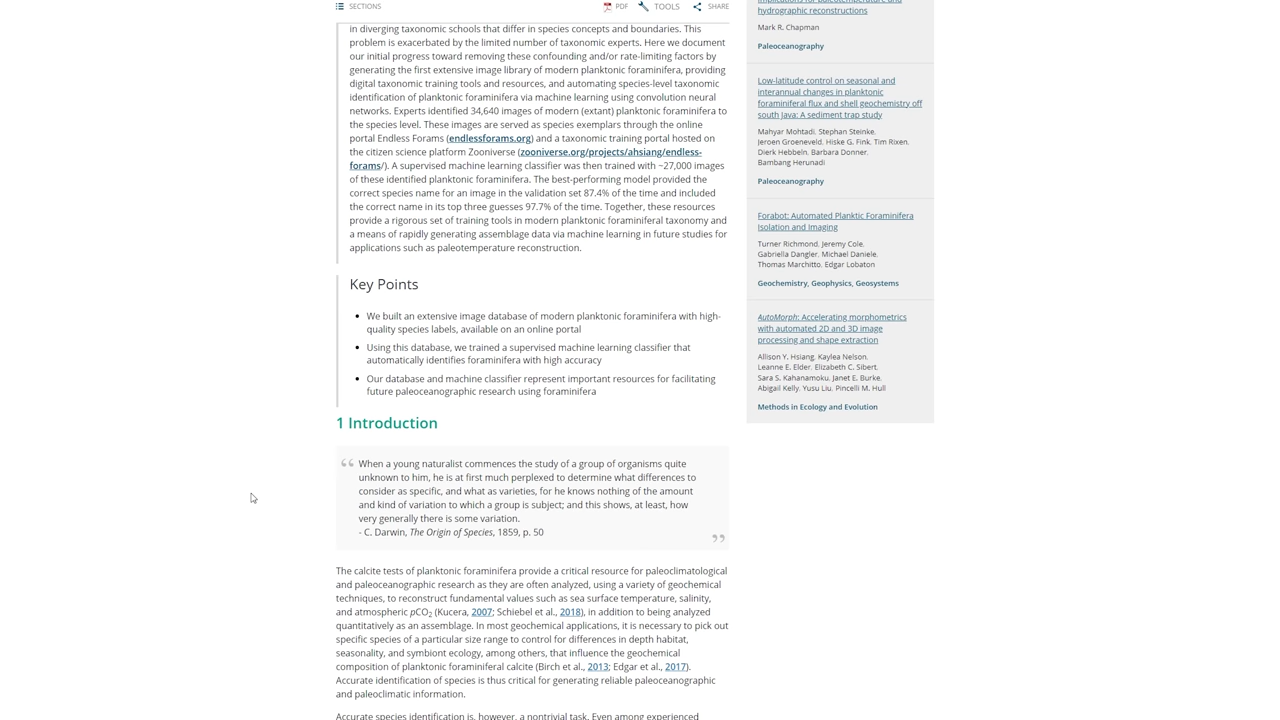 SECTIONS
PDF TOOLS SHARE
in diverging taxonomic schools that differ in species concepts and boundaries. This
problem is exacerbated by the limited number of taxonomic experts. Here we document
our initial progress toward removing these confounding and/or rate-limiting factors by
generating the first extensive image library of modern planktonic foraminifera, providing
digital taxonomic training tools and resources, and automating species-level taxonomic
identification of planktonic foraminifera via machine learning using convolution neural
networks. Experts identified 34,640 images of modern (extant) planktonic foraminifera to
the species level. These images are served as species exemplars through the online
portal Endless Forams (endlessforams.org) and a taxonomic training portal hosted on
the citizen science platform Zooniverse (zooniverse.org/projects/ahsiang/endless-
forams/). A supervised machine learning classifier was then trained with ~27,000 images
of these identified planktonic foraminifera. The best-performing model provided the
correct species name for an image in the validation set 87.4% of the time and included
the correct name in its top three guesses 97.7% of the time. Together, these resources
provide a rigorous set of training tools in modern planktonic foraminiferal taxonomy and
a means of rapidly generating assemblage data via machine learning in future studies for
applications such as paleotemperature reconstruction.
Key Points
• We built an extensive image database of modern planktonic foraminifera with high-
quality species labels, available on an online portal
• Using this database, we trained a supervised machine learning classifier that
automatically identifies foraminifera with high accuracy
• Our database and machine classifier represent important resources for facilitating
future paleoceanographic research using foraminifera
1 Introduction
“ When a young naturalist commences the study of a group of organisms quite
unknown to him, he is at first much perplexed to determine what differences to
consider as specific, and what as varieties, for he knows nothing of the amount
and kind of variation to which a group is subject; and this shows, at least, how
very generally there is some variation.
- C. Darwin, The Origin of Species, 1859, p. 50 ”
The calcite tests of planktonic foraminifera provide a critical resource for paleoclimatological
and paleoceanographic research as they are often analyzed, using a variety of geochemical
techniques, to reconstruct fundamental values such as sea surface temperature, salinity,
and atmospheric pCO₂ (Kucera, 2007; Schiebel et al., 2018), in addition to being analyzed
quantitatively as an assemblage. In most geochemical applications, it is necessary to pick out
specific species of a particular size range to control for differences in depth habitat,
seasonality, and symbiont ecology, among others, that influence the geochemical
composition of planktonic foraminiferal calcite (Birch et al., 2013; Edgar et al., 2017).
Accurate identification of species is thus critical for generating reliable paleoceanographic
and paleoclimatic information.
Accurate species identification is, however, a nontrivial task. Even among experienced
implications for paleotemperature and
hydrographic reconstructions
Mark R. Chapman
Paleoceanography
Low-latitude control on seasonal and
interannual changes in planktonic
foraminiferal flux and shell geochemistry off
south Java: A sediment trap study
Mahyar Mohtadi, Stephan Steinke,
Jeroen Groeneveld, Hiske G. Fink, Tim Rixen,
Dierk Hebbeln, Barbara Donner,
Bambang Herunadi
Paleoceanography
Forabot: Automated Planktic Foraminifera
Isolation and Imaging
Turner Richmond, Jeremy Cole,
Gabriella Dangler, Michael Daniele,
Thomas Marchitto, Edgar Lobaton
Geochemistry, Geophysics, Geosystems
AutoMorph: Accelerating morphometrics
with automated 2D and 3D image
processing and shape extraction
Allison Y. Hsiang, Kaylea Nelson,
Leanne E. Elder, Elizabeth C. Sibert,
Sara S. Kahanamoku, Janet E. Burke,
Abigail Kelly, Yusu Liu, Pincelli M. Hull
Methods in Ecology and Evolution